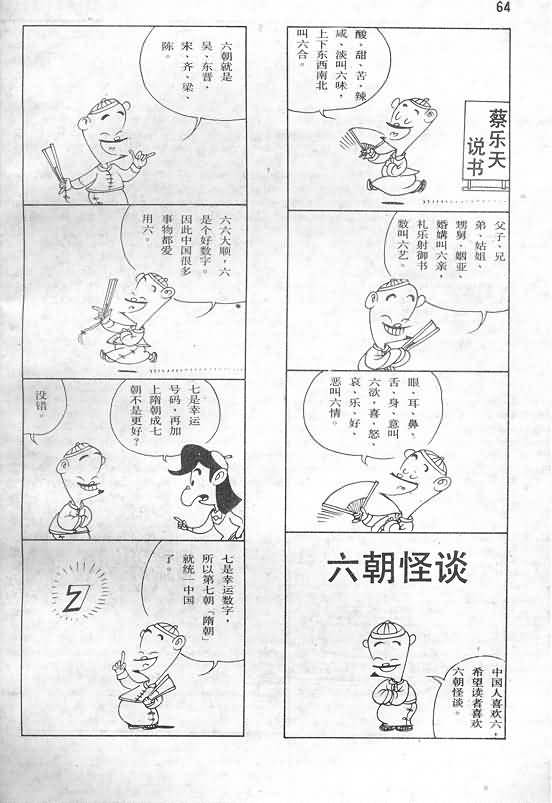 64
蔡乐天
说书
酸、甜、苦、辣
咸、淡叫六味，
上下东西南北
叫六合。
父子、兄
弟、姑姐、
甥舅、姻亚、
婚媾叫六亲，
礼乐射御书
数叫六艺。
眼、耳、鼻、
舌、身、意叫
六欲，喜、怒、
哀、乐、好、
恶叫六情。
六朝怪谈
中国人喜欢六，
希望读者喜欢
六朝怪谈。
六朝就是
吴、东晋、
宋、齐、梁、
陈。
六六大顺，六
是个好数字。
因此中国很多
事物都爱
用六。
七是幸运
号码，再加
上隋朝成七
朝不是更好？
没错。
七是幸运数字，
所以第七朝「隋朝」
就统一中国
了。
7